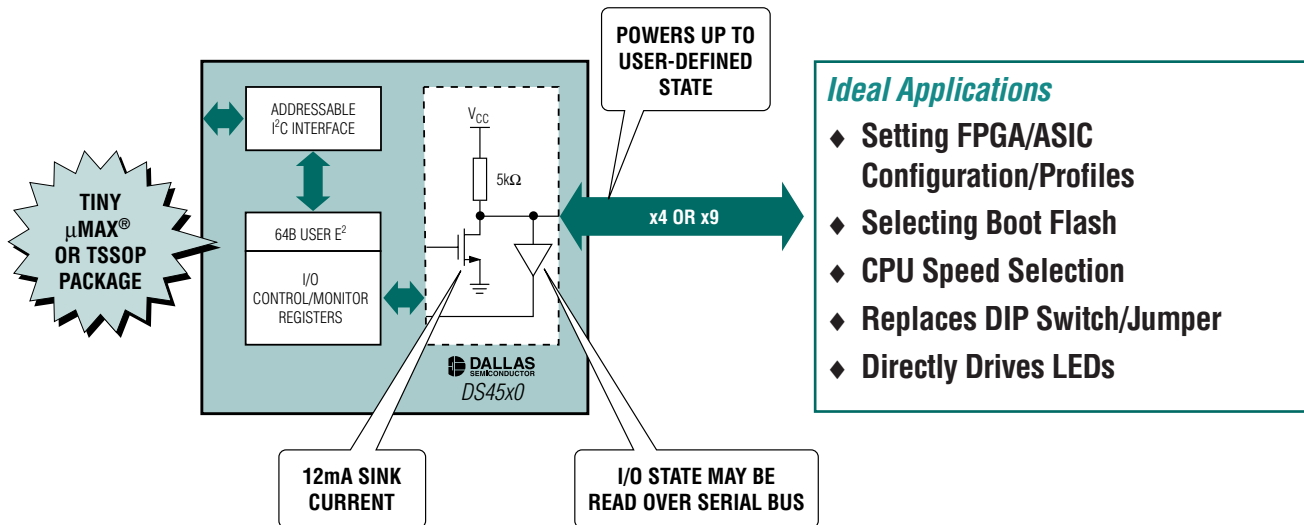 POWERS UP TO
USER-DEFINED
STATE
ADDRESSABLE
I²C INTERFACE
V_CC
5kΩ
TINY
µMAX®
OR TSSOP
PACKAGE
64B USER E²
I/O
CONTROL/MONITOR
REGISTERS
x4 OR x9
DALLAS
SEMICONDUCTOR
DS45x0
12mA SINK
CURRENT
I/O STATE MAY BE
READ OVER SERIAL BUS
Ideal Applications
♦ Setting FPGA/ASIC
Configuration/Profiles
♦ Selecting Boot Flash
♦ CPU Speed Selection
♦ Replaces DIP Switch/Jumper
♦ Directly Drives LEDs